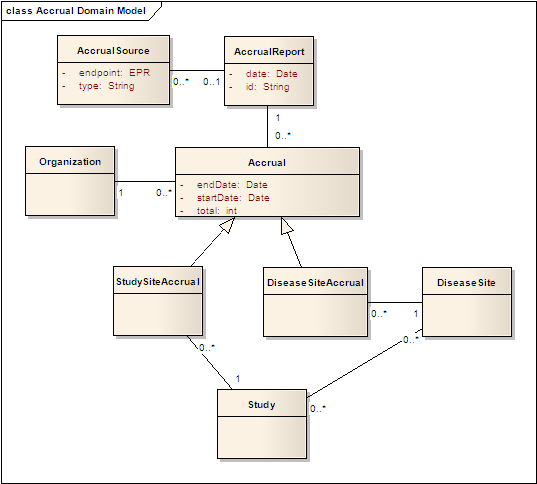 class Accrual Domain Model
AccrualSource
- endpoint: EPR
- type: String
0..*
0..1
AccrualReport
- date: Date
- id: String
1
0..*
Organization
1
0..*
Accrual
- endDate: Date
- startDate: Date
- total: int
StudySiteAccrual
DiseaseSiteAccrual
0..*
1
DiseaseSite
0..*
0..*
1
Study
0..*